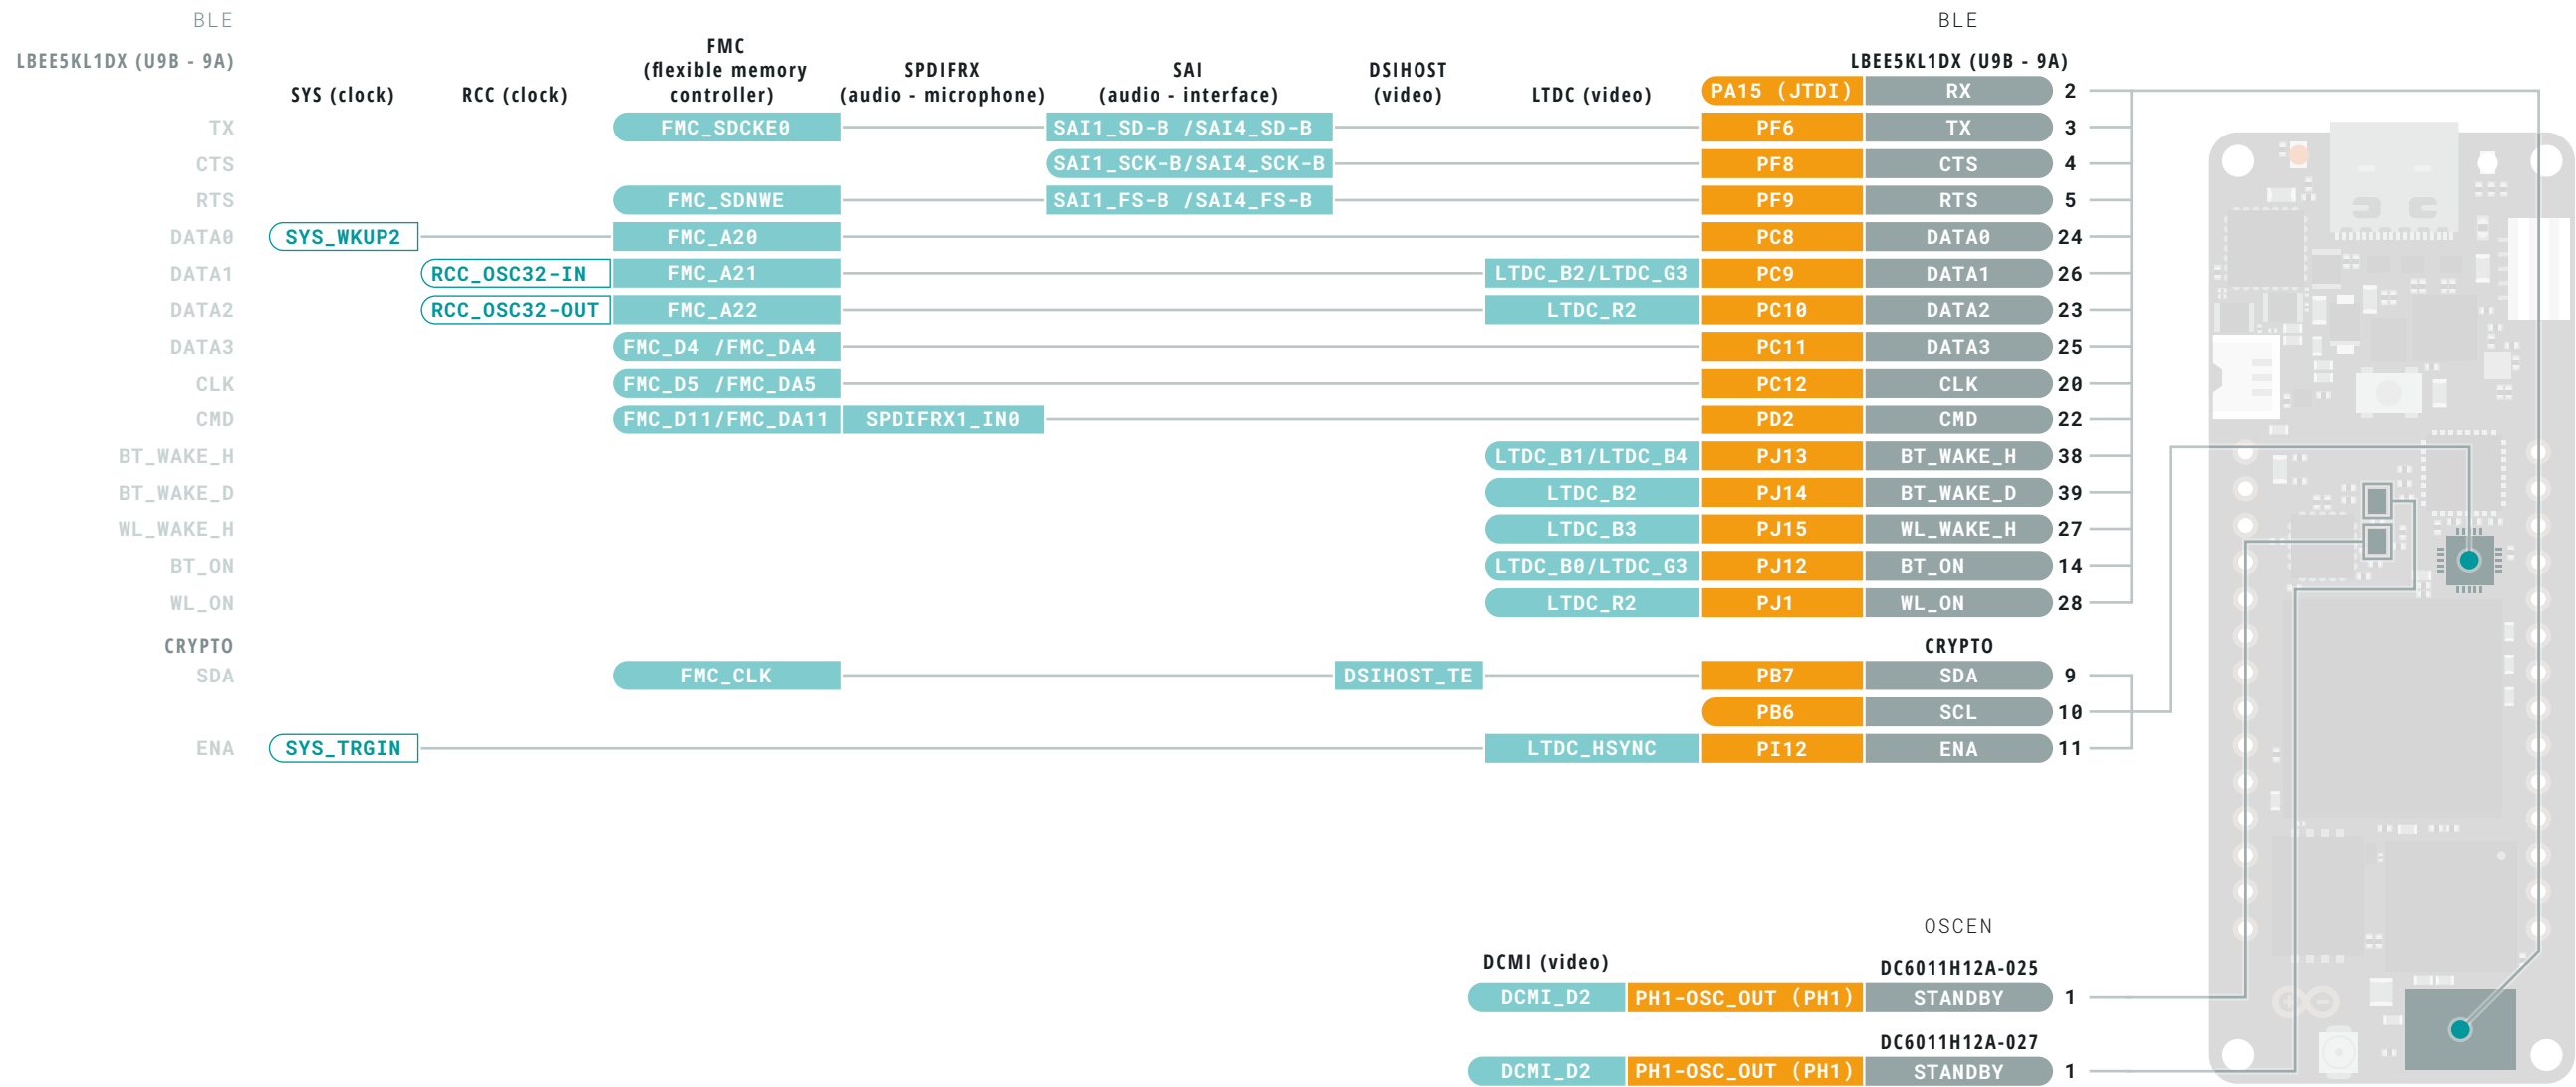 BLE BLE
LBEE5KL1DX (U9B - 9A) LBEE5KL1DX (U9B - 9A)
SYS (clock) RCC (clock) FMC (flexible memory controller) SPDIFRX (audio - microphone) SAI (audio - interface) DSIHOST (video) LTDC (video)
PA15 (JTDI) RX 2
TX FMC_SDCKE0 SAI1_SD-B /SAI4_SD-B PF6 TX 3
CTS SAI1_SCK-B/SAI4_SCK-B PF8 CTS 4
RTS FMC_SDNWE SAI1_FS-B /SAI4_FS-B PF9 RTS 5
DATA0 SYS_WKUP2 FMC_A20 PC8 DATA0 24
DATA1 RCC_OSC32-IN FMC_A21 LTDC_B2/LTDC_G3 PC9 DATA1 26
DATA2 RCC_OSC32-OUT FMC_A22 LTDC_R2 PC10 DATA2 23
DATA3 FMC_D4 /FMC_DA4 PC11 DATA3 25
CLK FMC_D5 /FMC_DA5 PC12 CLK 20
CMD FMC_D11/FMC_DA11 SPDIFRX1_IN0 PD2 CMD 22
BT_WAKE_H LTDC_B1/LTDC_B4 PJ13 BT_WAKE_H 38
BT_WAKE_D LTDC_B2 PJ14 BT_WAKE_D 39
WL_WAKE_H LTDC_B3 PJ15 WL_WAKE_H 27
BT_ON LTDC_B0/LTDC_G3 PJ12 BT_ON 14
WL_ON LTDC_R2 PJ1 WL_ON 28
CRYPTO CRYPTO
SDA FMC_CLK DSIHOST_TE PB7 SDA 9
PB6 SCL 10
ENA SYS_TRGIN LTDC_HSYNC PI12 ENA 11
OSCEN
DCMI (video) DC6011H12A-025
DCMI_D2 PH1-OSC_OUT (PH1) STANDBY 1
DC6011H12A-027
DCMI_D2 PH1-OSC_OUT (PH1) STANDBY 1